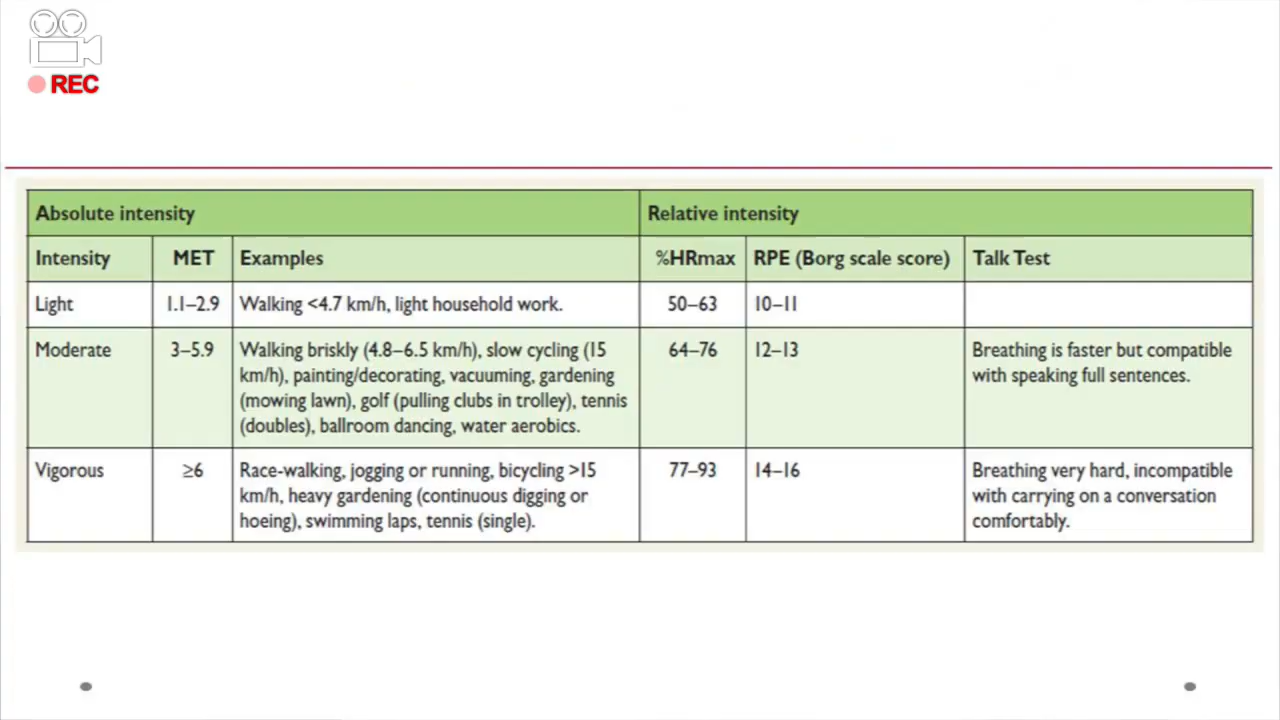 REC
Absolute intensity
Relative intensity
Intensity
MET
Examples
%HRmax
RPE (Borg scale score)
Talk Test
Light
1.1–2.9
Walking <4.7 km/h, light household work.
50–63
10–11
Moderate
3–5.9
Walking briskly (4.8–6.5 km/h), slow cycling (15
km/h), painting/decorating, vacuuming, gardening
(mowing lawn), golf (pulling clubs in trolley), tennis
(doubles), ballroom dancing, water aerobics.
64–76
12–13
Breathing is faster but compatible
with speaking full sentences.
Vigorous
≥6
Race-walking, jogging or running, bicycling >15
km/h, heavy gardening (continuous digging or
hoeing), swimming laps, tennis (single).
77–93
14–16
Breathing very hard, incompatible
with carrying on a conversation
comfortably.